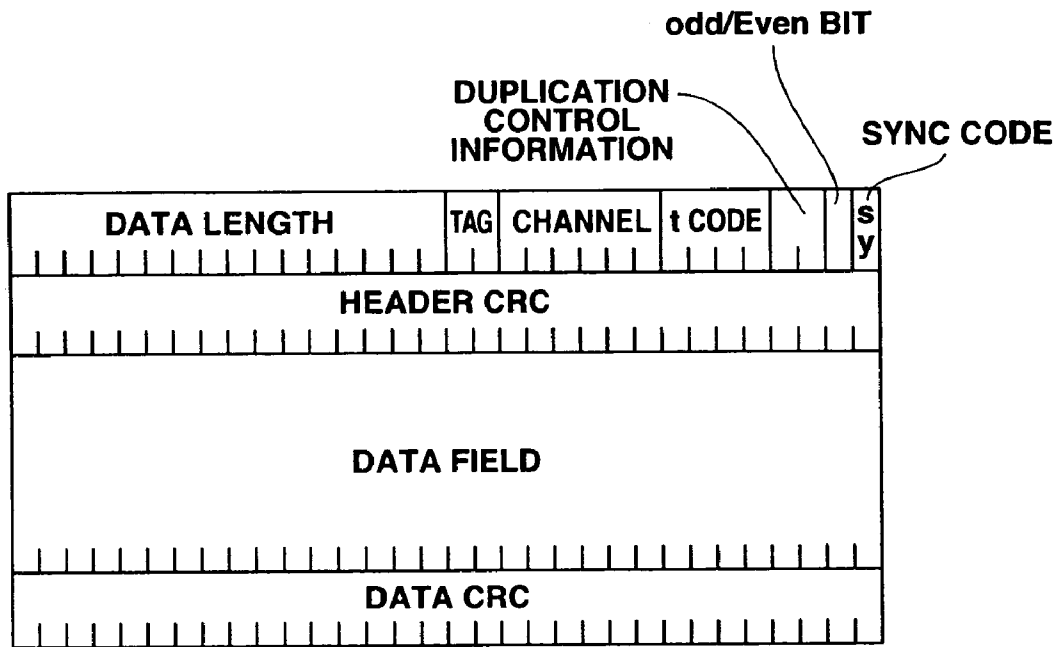 odd/Even BIT
DUPLICATION
CONTROL
INFORMATION
SYNC CODE
DATA LENGTH
TAG
CHANNEL
t CODE
sy
HEADER CRC
DATA FIELD
DATA CRC